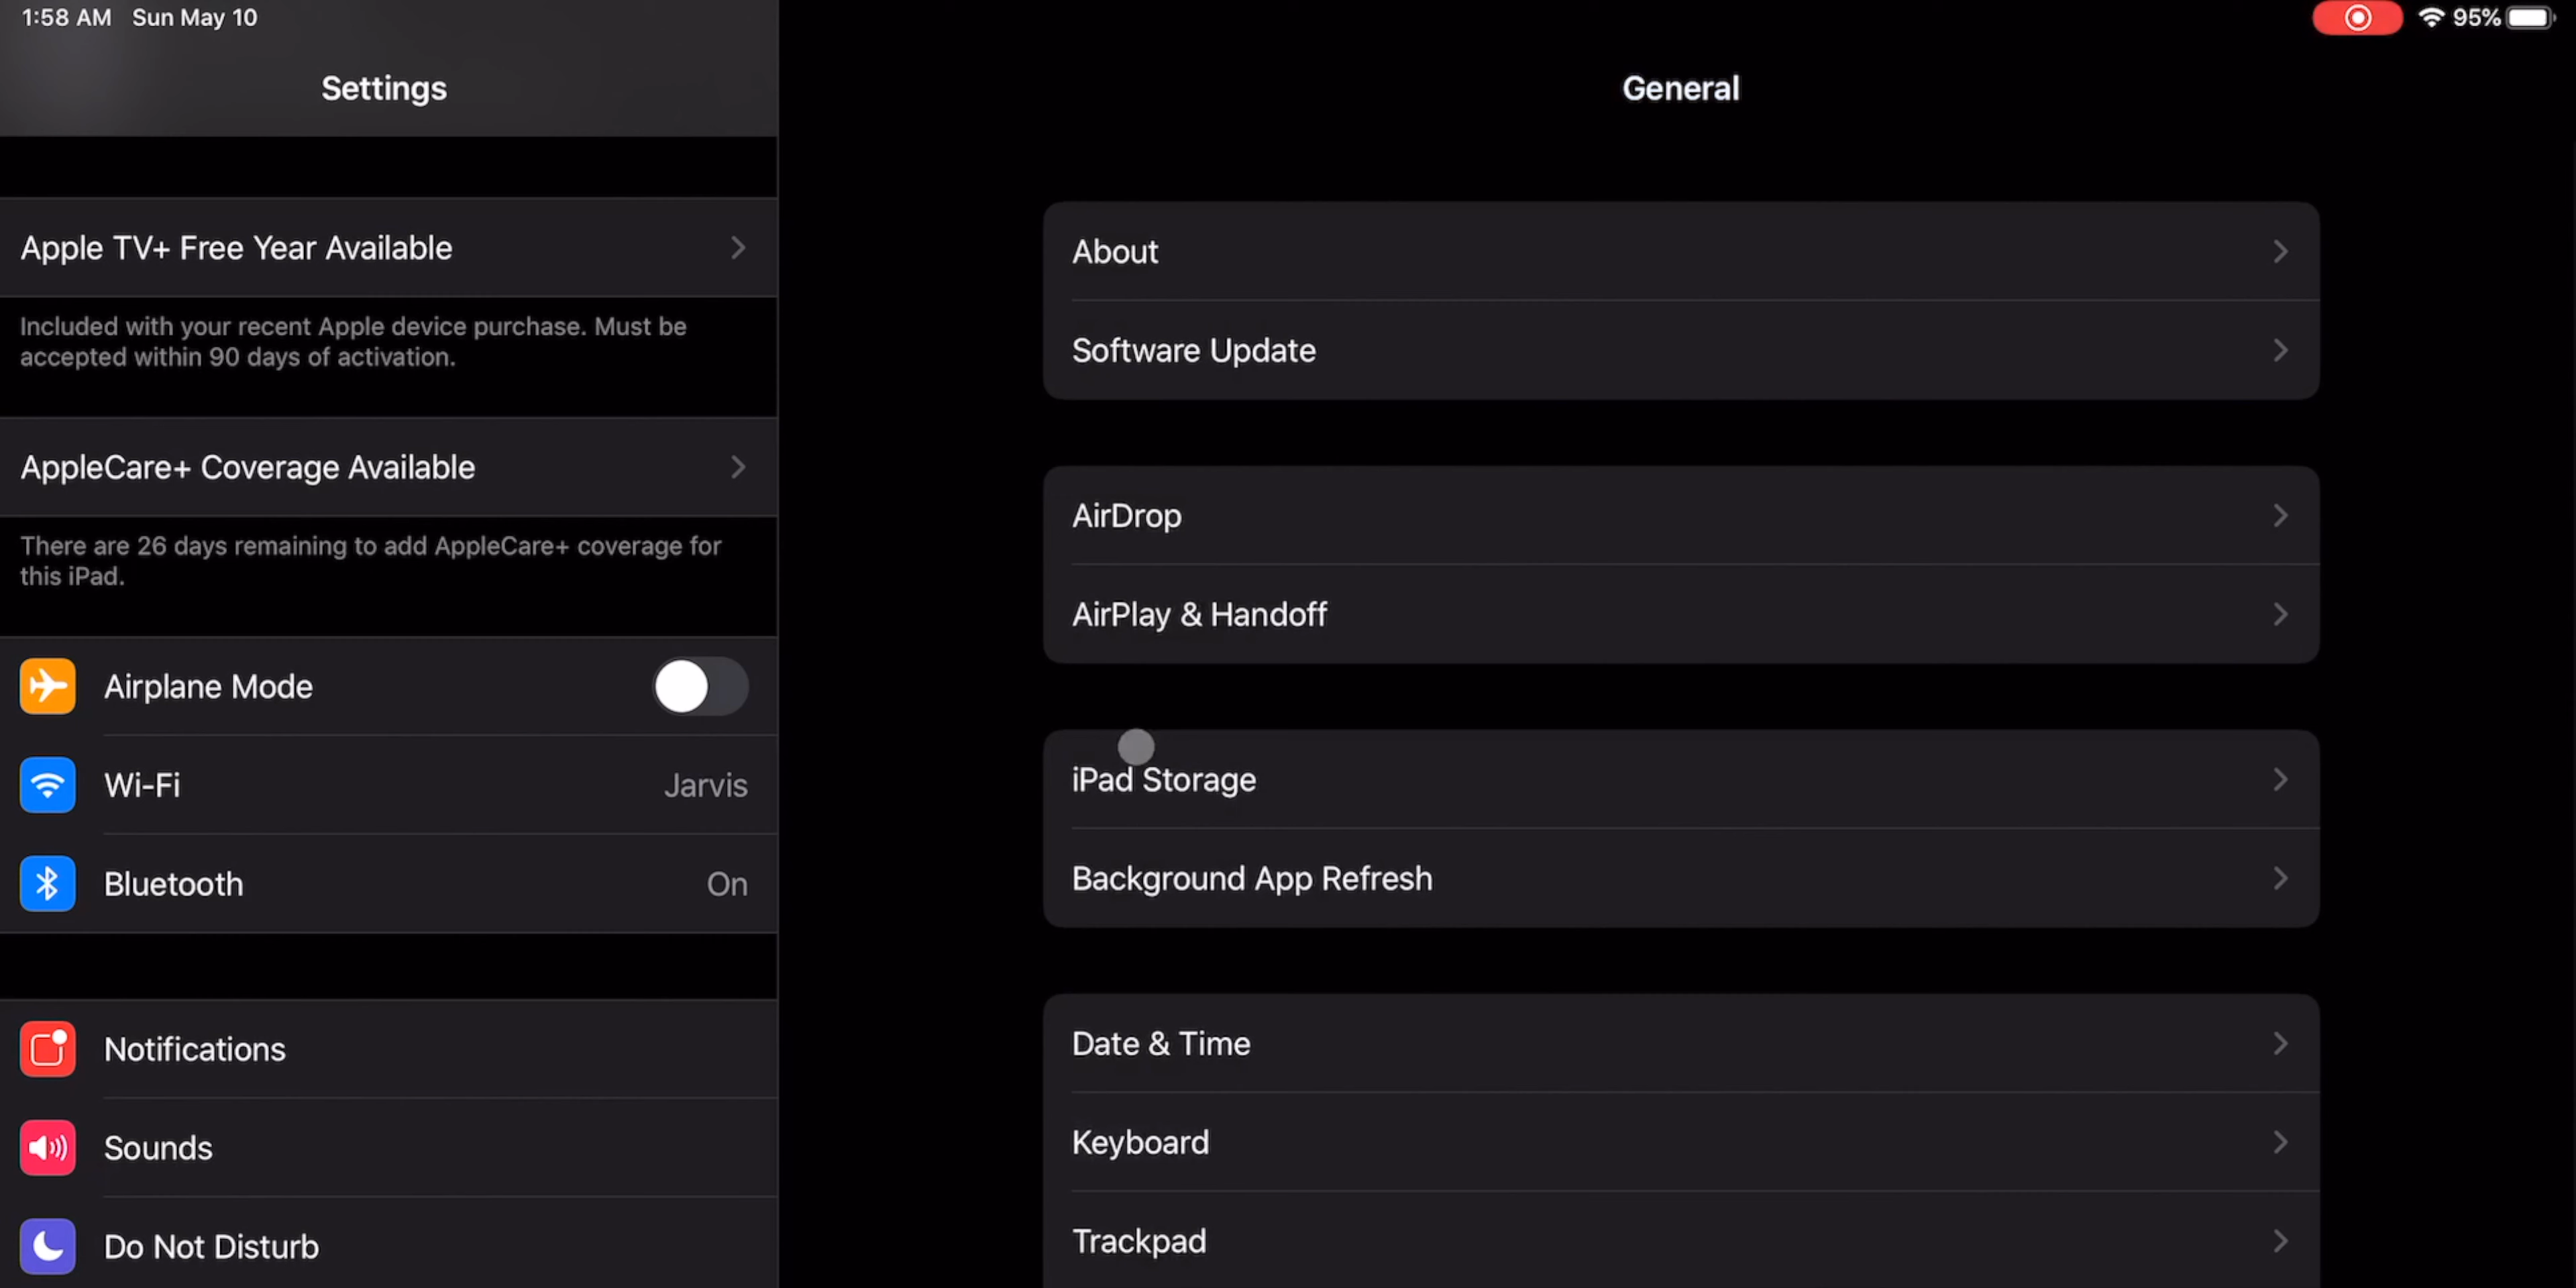 1:58 AM Sun May 10
95%
Settings
Apple TV+ Free Year Available
Included with your recent Apple device purchase. Must be
accepted within 90 days of activation.
AppleCare+ Coverage Available
There are 26 days remaining to add AppleCare+ coverage for
this iPad.
Airplane Mode
Wi-Fi Jarvis
Bluetooth On
Notifications
Sounds
Do Not Disturb
General
About
Software Update
AirDrop
AirPlay & Handoff
iPad Storage
Background App Refresh
Date & Time
Keyboard
Trackpad